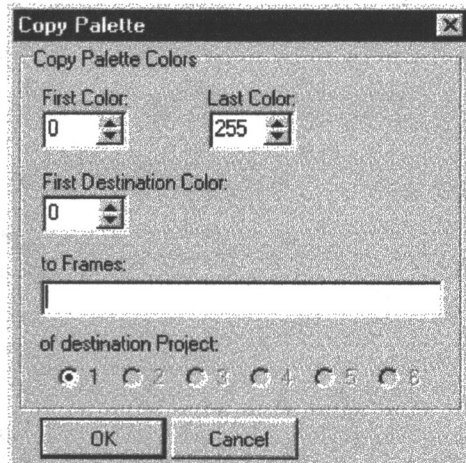 Copy Palette
Copy Palette Colors
First Color: Last Color:
0 255
First Destination Color:
0
to Frames:
of destination Project:
1 2 3 4 5 6
OK Cancel